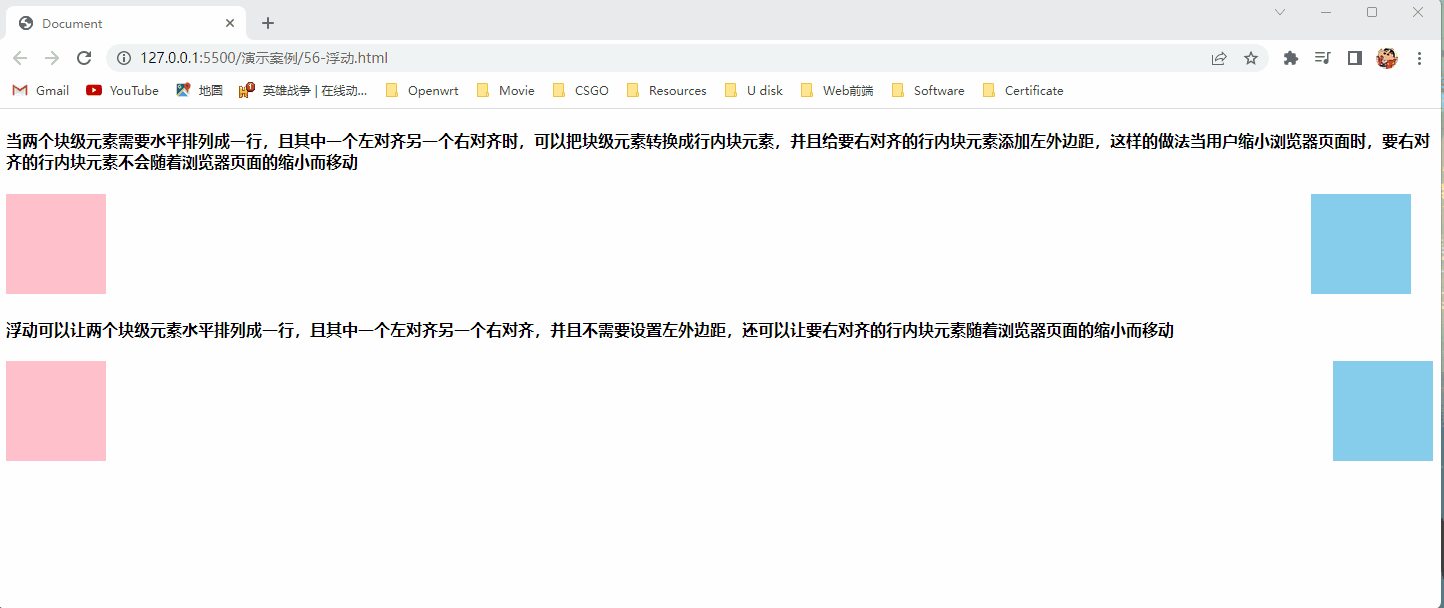 Document
127.0.0.1:5500/演示案例/56-浮动.html
Gmail YouTube 地圖 英雄战争 | 在线动... Openwrt Movie CSGO Resources U disk Web前端 Software Certificate
当两个块级元素需要水平排列成一行，且其中一个左对齐另一个右对齐时，可以把块级元素转换成行内块元素，并且给要右对齐的行内块元素添加左外边距，这样的做法当用户缩小浏览器页面时，要右对
齐的行内块元素不会随着浏览器页面的缩小而移动
浮动可以让两个块级元素水平排列成一行，且其中一个左对齐另一个右对齐，并且不需要设置左外边距，还可以让要右对齐的行内块元素随着浏览器页面的缩小而移动